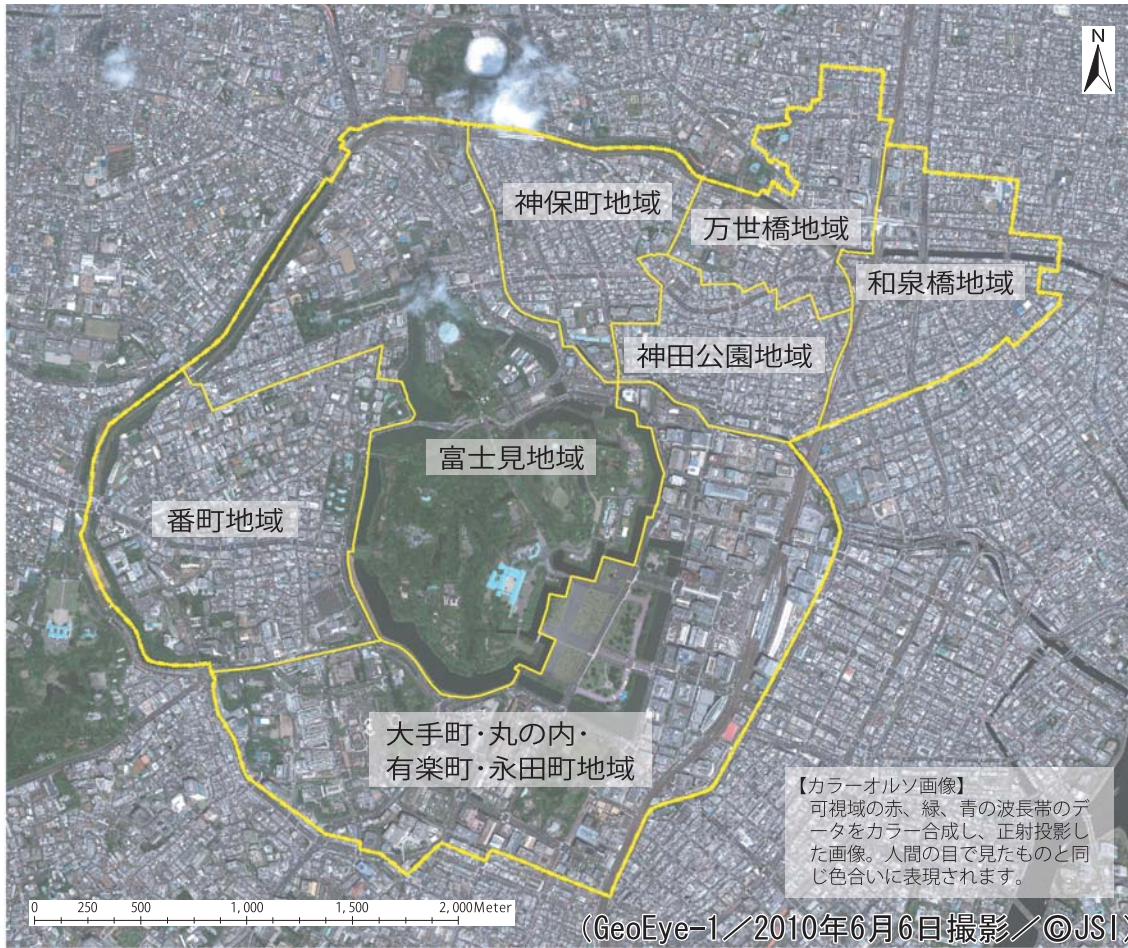 N
神保町地域
万世橋地域
和泉橋地域
神田公園地域
富士見地域
番町地域
大手町・丸の内・
有楽町・永田町地域
【カラーオルソ画像】
可視域の赤、緑、青の波長帯のデ
ータをカラー合成し、正射投影し
た画像。人間の目で見たものと同
じ色合いに表現されます。
0 250 500 1,000 1,500 2,000Meter
(GeoEye-1／2010年6月6日撮影／©JSI)